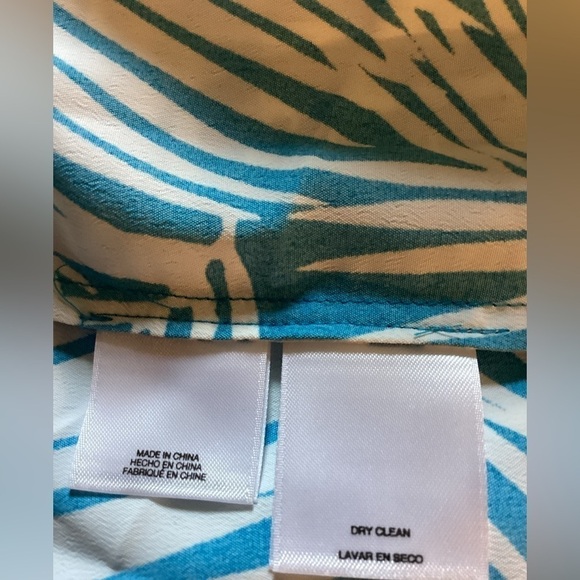 MADE IN CHINA
HECHO EN CHINA
FABRIQUÉ EN CHINE
DRY CLEAN
LAVAR EN SECO